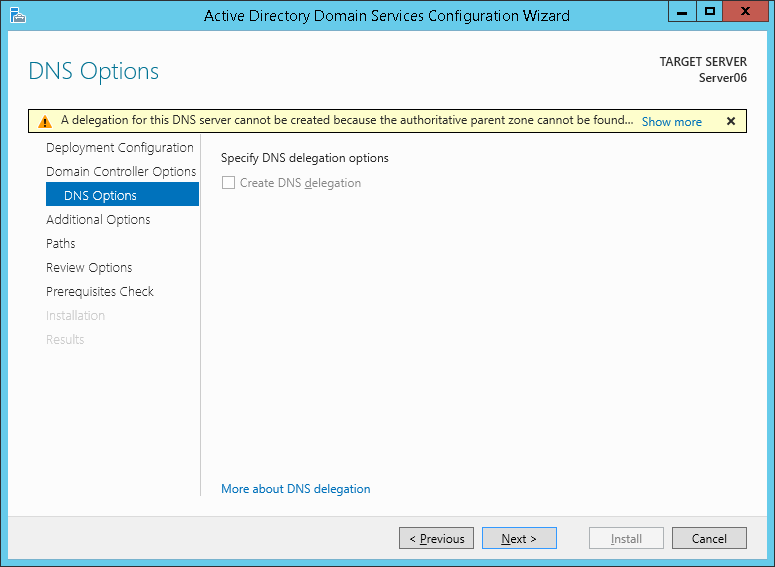 Active Directory Domain Services Configuration Wizard
DNS Options
TARGET SERVER
Server06
A delegation for this DNS server cannot be created because the authoritative parent zone cannot be found... Show more
Deployment Configuration
Domain Controller Options
DNS Options
Additional Options
Paths
Review Options
Prerequisites Check
Installation
Results
Specify DNS delegation options
Create DNS delegation
More about DNS delegation
< Previous
Next >
Install
Cancel